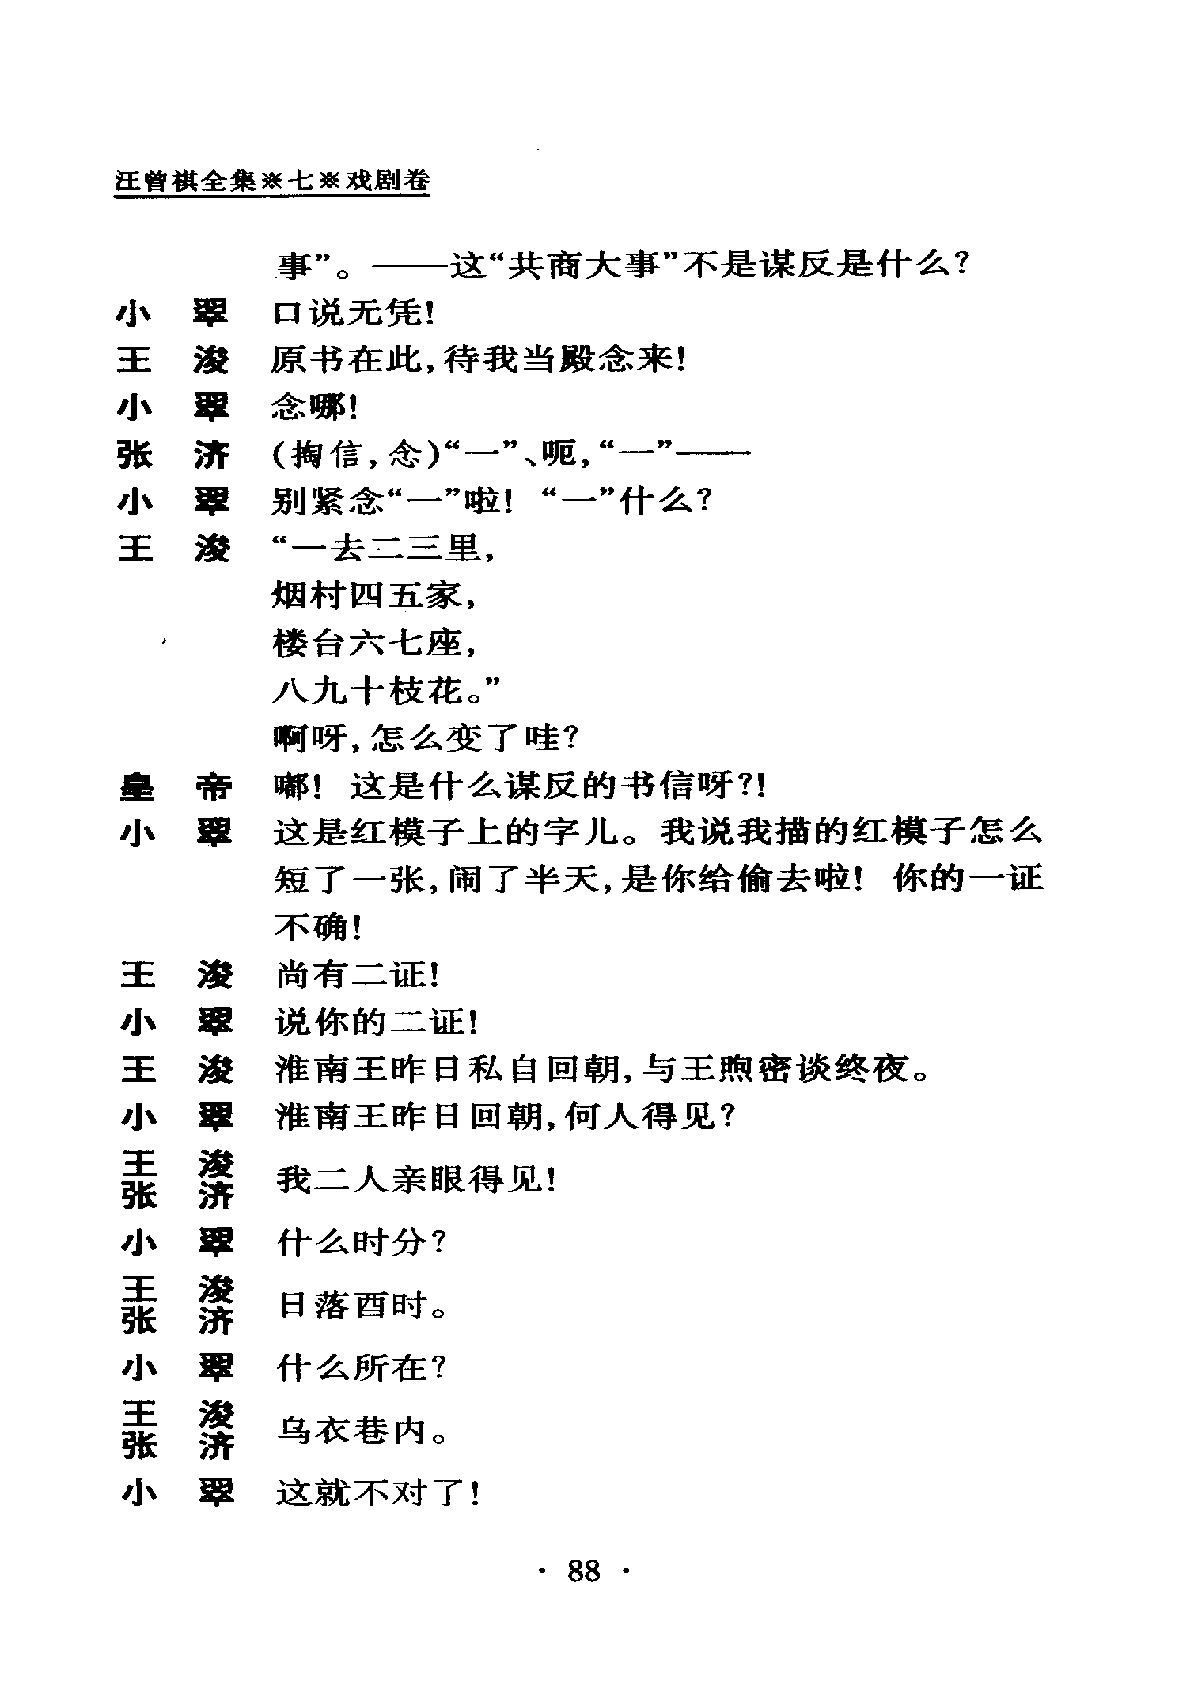 汪曾祺全集※七※戏剧卷
事”。——这“共商大事”不是谋反是什么?
小 翠 口说无凭!
王 浚 原书在此,待我当殿念来!
小 翠 念哪!
张 济 (掏信,念)“一”、呃,“一”——
小 翠 别紧念“一”啦! “一”什么?
王 浚 “一去二三里,
烟村四五家,
楼台六七座,
八九十枝花。”
啊呀,怎么变了哇?
皇 帝 嘟! 这是什么谋反的书信呀?!
小 翠 这是红模子上的字儿。我说我描的红模子怎么
短了一张,闹了半天,是你给偷去啦! 你的一证
不确!
王 浚 尚有二证!
小 翠 说你的二证!
王 浚 淮南王昨日私自回朝,与王煦密谈终夜。
小 翠 淮南王昨日回朝,何人得见?
王 浚
张 济 我二人亲眼得见!
小 翠 什么时分?
王 浚
张 济 日落酉时。
小 翠 什么所在?
王 浚
张 济 乌衣巷内。
小 翠 这就不对了!
· 88 ·